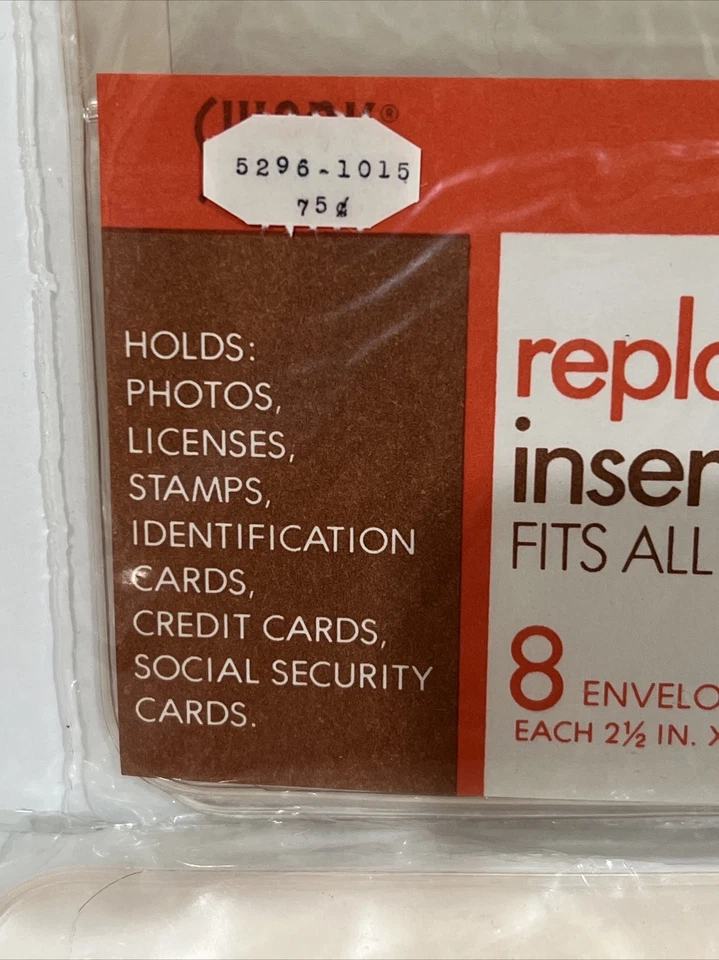 ®
5296-1015
75¢
HOLDS:
PHOTOS,
LICENSES,
STAMPS,
IDENTIFICATION
CARDS,
CREDIT CARDS,
SOCIAL SECURITY
CARDS.
repla
inser
FITS ALL
8 ENVELO
EACH 2½ IN. X